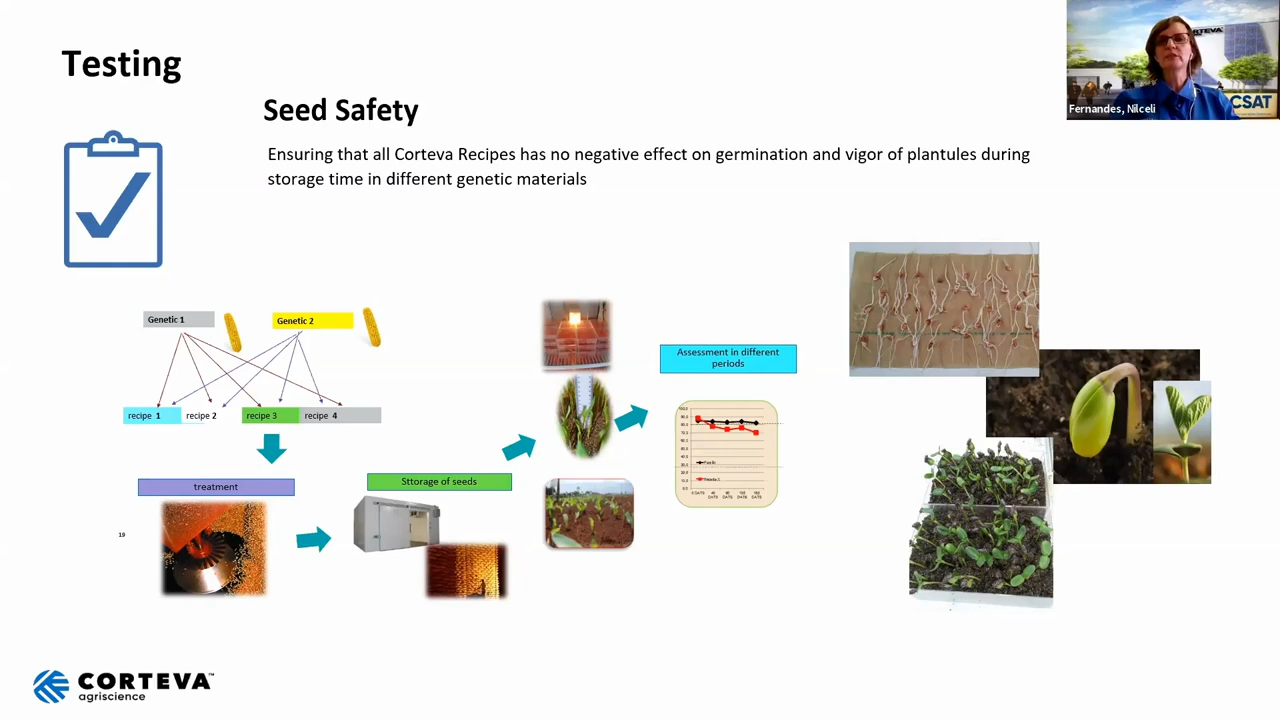 Testing
Seed Safety
Ensuring that all Corteva Recipes has no negative effect on germination and vigor of plantules during
storage time in different genetic materials
CORTEVA
CSAT
Fernandes, Nilceli
Genetic 1
Genetic 2
recipe 1
recipe 2
recipe 3
recipe 4
treatment
Sttorage of seeds
Assessment in different
periods
19
CORTEVA™
agriscience